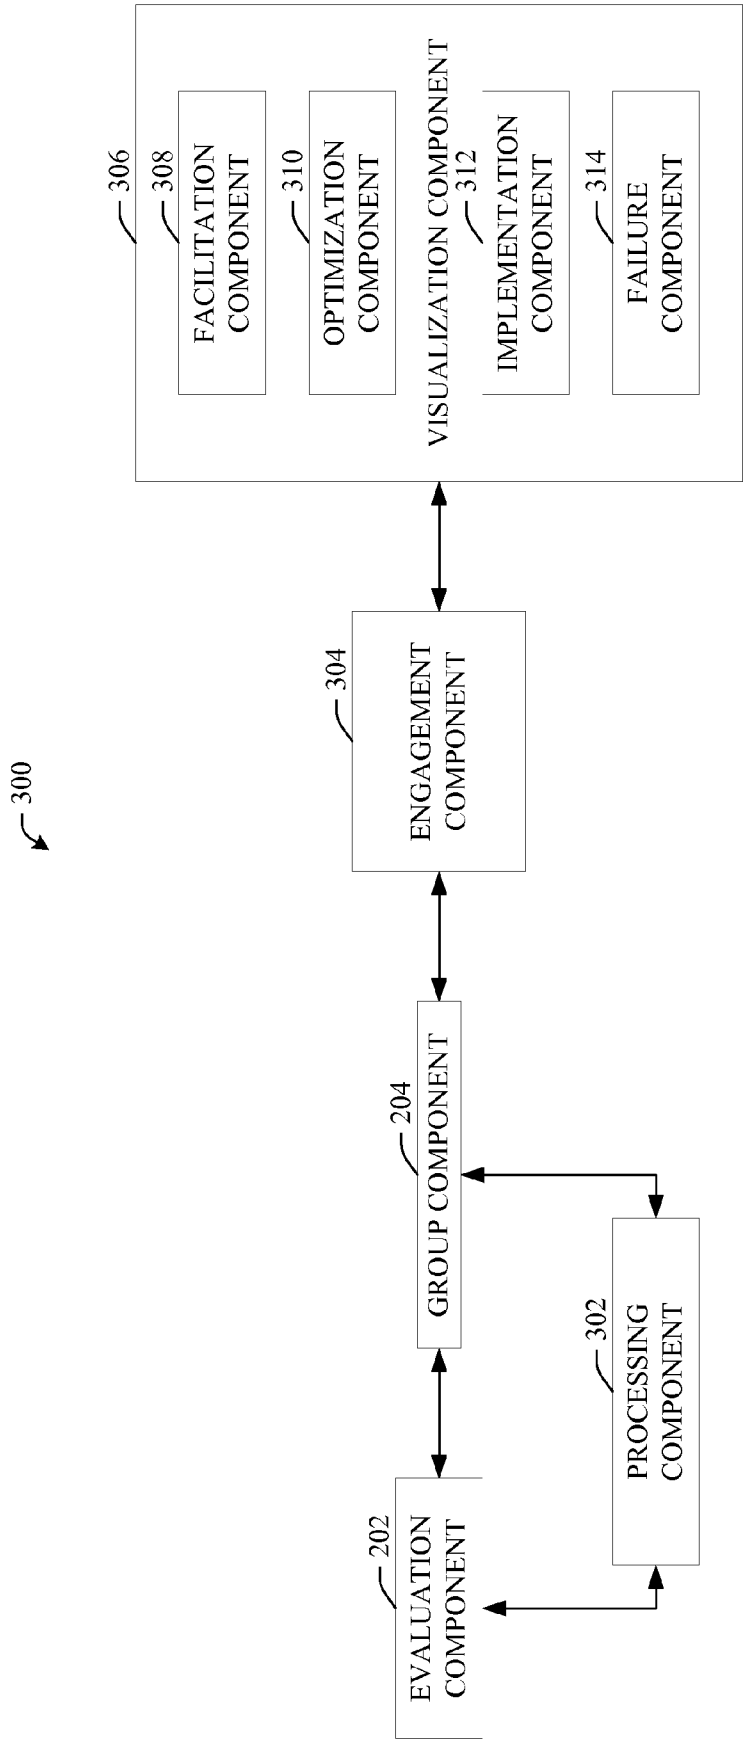 300
202
EVALUATION
COMPONENT
204
GROUP COMPONENT
302
PROCESSING
COMPONENT
304
ENGAGEMENT
COMPONENT
306
308
FACILITATION
COMPONENT
310
OPTIMIZATION
COMPONENT
VISUALIZATION COMPONENT
312
IMPLEMENTATION
COMPONENT
314
FAILURE
COMPONENT